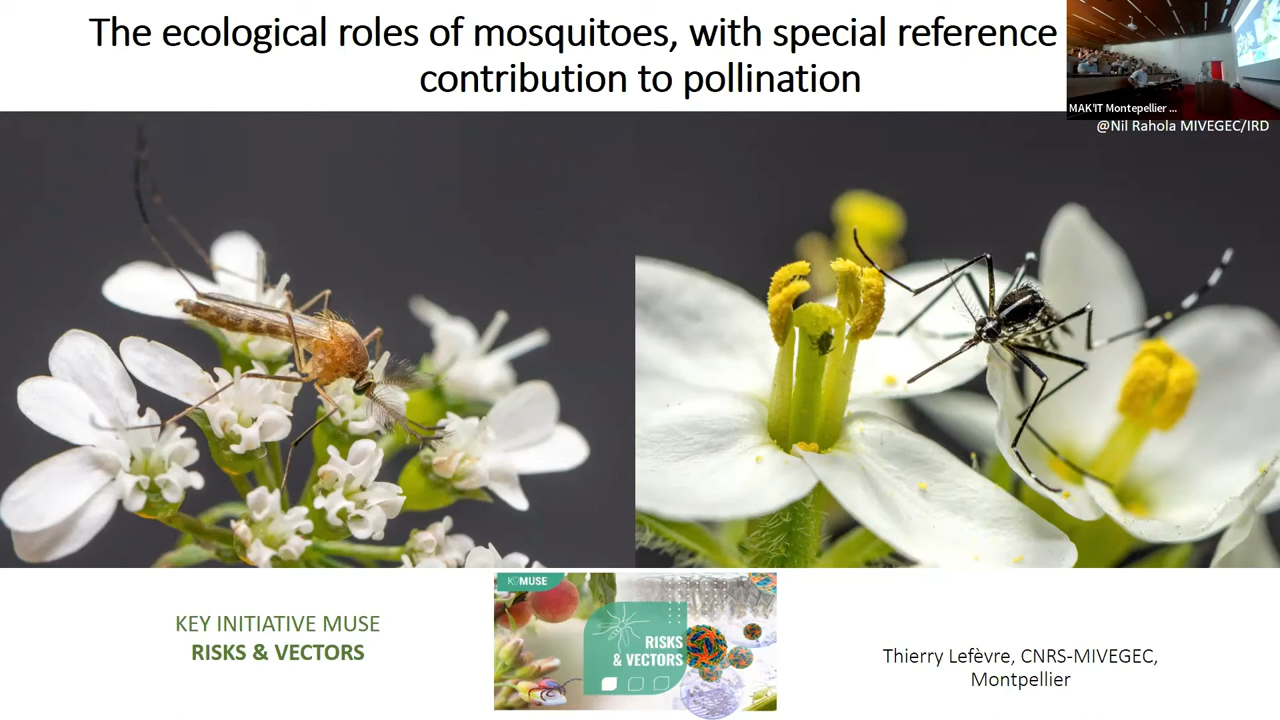 The ecological roles of mosquitoes, with special reference
contribution to pollination
MAK'IT Montepellier ...
@Nil Rahola MIVEGEC/IRD
KEY INITIATIVE MUSE
RISKS & VECTORS
MUSE
RISKS
& VECTORS
Thierry Lefèvre, CNRS-MIVEGEC,
Montpellier